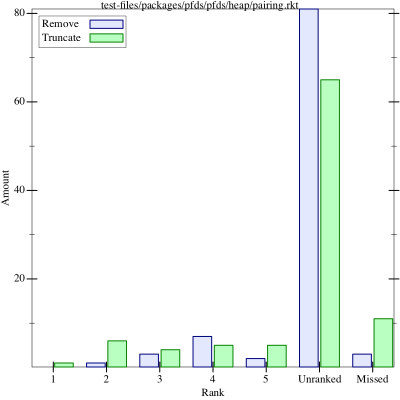 test-files/packages/pfds/pfds/heap/pairing.rkt
80
Remove
Truncate
60
Amount
40
20
1 2 3 4 5 Unranked Missed
Rank